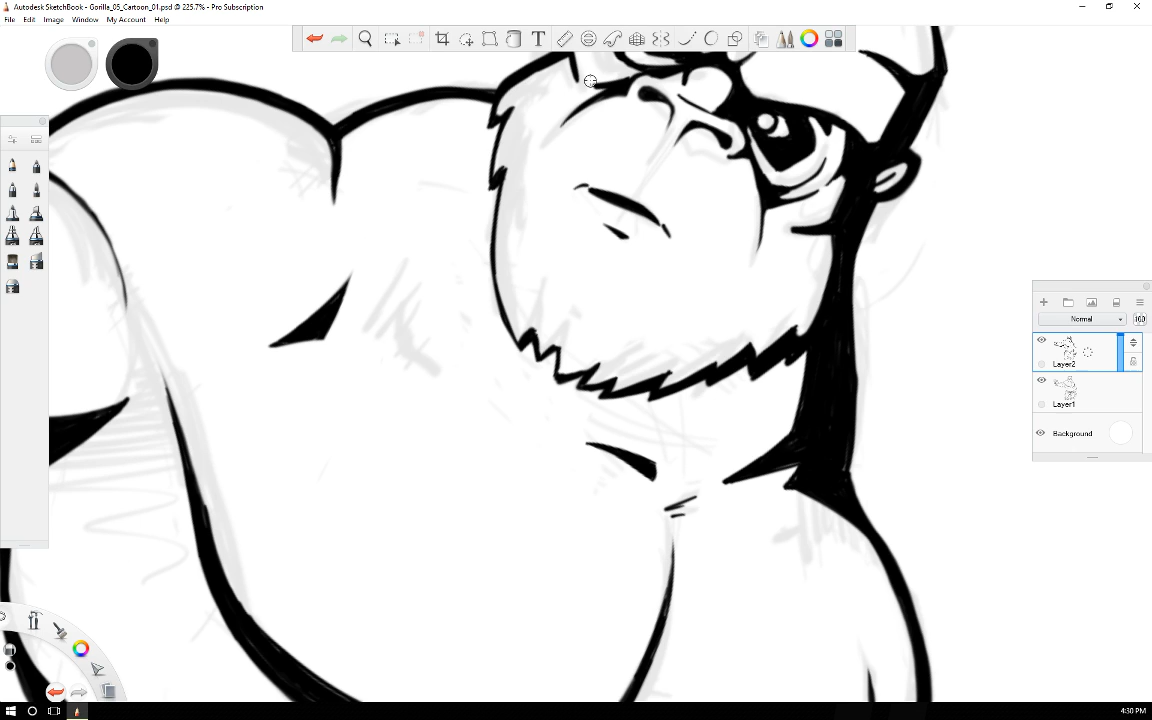 Autodesk SketchBook - Gorilla_05_Cartoon_01.psd @ 225.7% - Pro Subscription
File Edit Image Window My Account Help
T
Normal 100
Layer2
Layer1
Background
4:30 PM